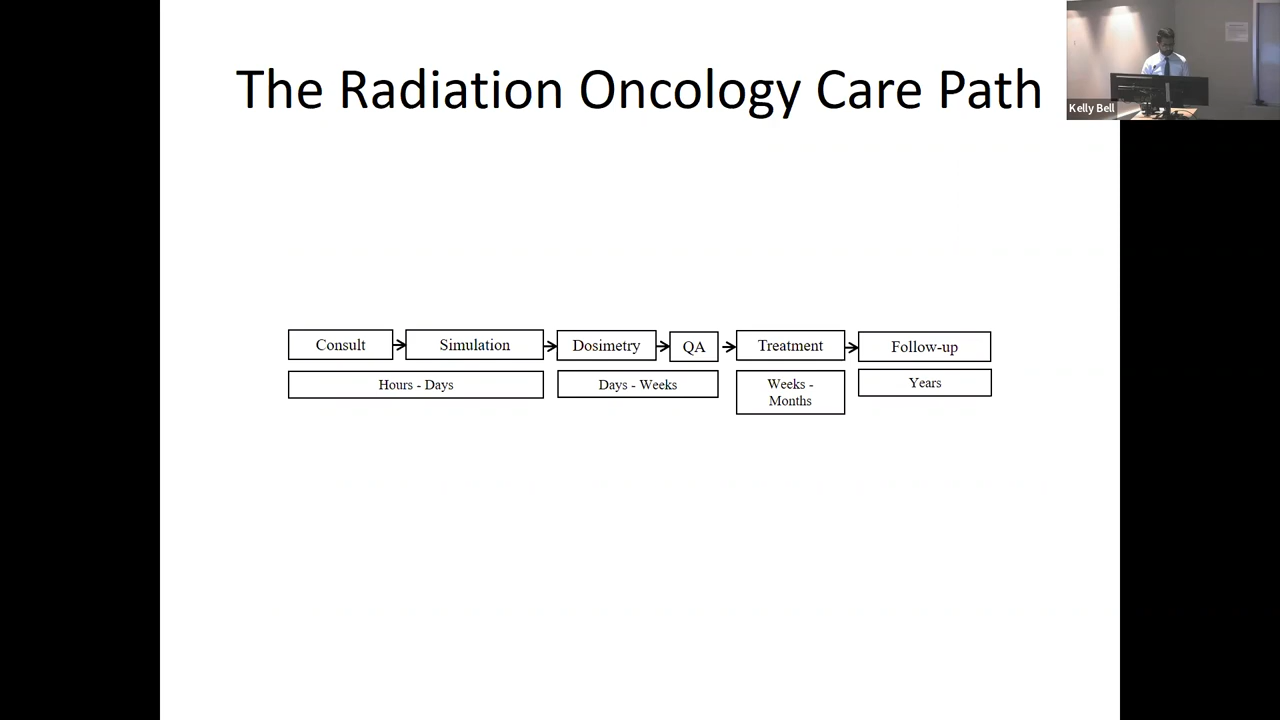 The Radiation Oncology Care Path
Kelly Bell
Consult
Simulation
Dosimetry
QA
Treatment
Follow-up
Hours - Days
Days - Weeks
Weeks -
Months
Years